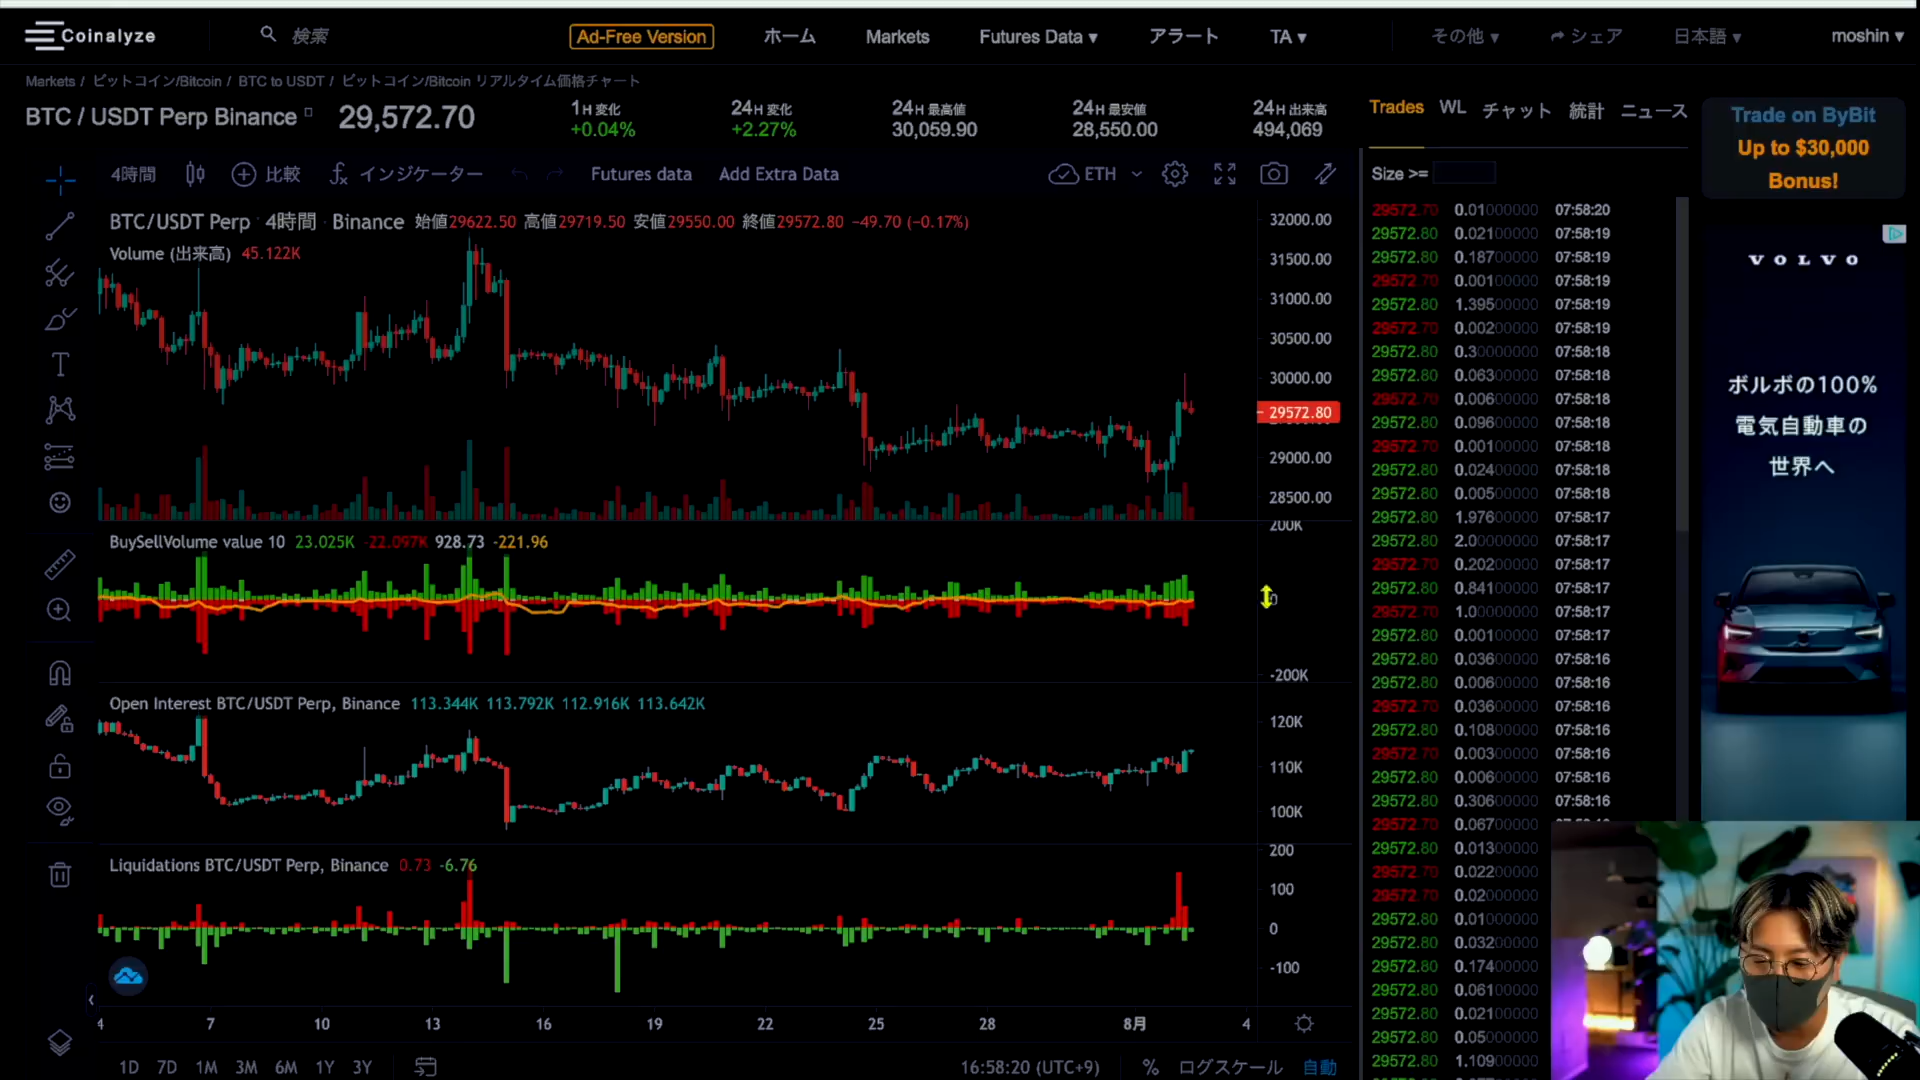 Coinalyze
検索
Ad-Free Version
ホーム
Markets
Futures Data ▾
アラート
TA ▾
その他 ▾
シェア
日本語 ▾
moshin ▾
Markets / ビットコイン/Bitcoin / BTC to USDT / ビットコイン/Bitcoin リアルタイム価格チャート
BTC / USDT Perp Binance
29,572.70
1H 変化
+0.04%
24H 変化
+2.27%
24H 最高値
30,059.90
24H 最安値
28,550.00
24H 出来高
494,069
4時間
比較
インジケーター
Futures data
Add Extra Data
ETH
BTC/USDT Perp · 4時間 · Binance 始値29622.50 高値29719.50 安値29550.00 終値29572.80 −49.70 (−0.17%)
Volume (出来高) 45.122K
32000.00
31500.00
31000.00
30500.00
30000.00
29572.80
29000.00
28500.00
BuySellVolume value 10 23.025K -22.097K 928.73 -221.96
200K
0
-200K
Open Interest BTC/USDT Perp, Binance 113.344K 113.792K 112.916K 113.642K
120K
110K
100K
Liquidations BTC/USDT Perp, Binance 0.73 -6.76
200
100
0
-100
4 7 10 13 16 19 22 25 28 8月 4
1D 7D 1M 3M 6M 1Y 3Y
16:58:20 (UTC+9)
% ログスケール 自動
Trades WL チャット 統計 ニュース
Size >=
29572.70 0.01000000 07:58:20
29572.80 0.02100000 07:58:19
29572.80 0.18700000 07:58:19
29572.70 0.00100000 07:58:19
29572.80 1.39500000 07:58:19
29572.70 0.00200000 07:58:19
29572.80 0.30000000 07:58:18
29572.80 0.06300000 07:58:18
29572.70 0.00600000 07:58:18
29572.80 0.09600000 07:58:18
29572.70 0.00100000 07:58:18
29572.80 0.02400000 07:58:18
29572.80 0.00500000 07:58:18
29572.80 1.97600000 07:58:17
29572.80 2.00000000 07:58:17
29572.70 0.20200000 07:58:17
29572.80 0.84100000 07:58:17
29572.70 1.00000000 07:58:17
29572.80 0.00100000 07:58:17
29572.80 0.03600000 07:58:16
29572.80 0.00600000 07:58:16
29572.70 0.03600000 07:58:16
29572.80 0.10800000 07:58:16
29572.70 0.00300000 07:58:16
29572.80 0.00600000 07:58:16
29572.80 0.30600000 07:58:16
29572.70 0.06700000
29572.80 0.01300000
29572.70 0.02200000
29572.70 0.02000000
29572.80 0.01000000
29572.80 0.03200000
29572.80 0.17400000
29572.80 0.06100000
29572.80 0.02100000
29572.80 0.05000000
29572.80 1.10900000
Trade on ByBit
Up to $30,000
Bonus!
VOLVO
ボルボの100%
電気自動車の
世界へ